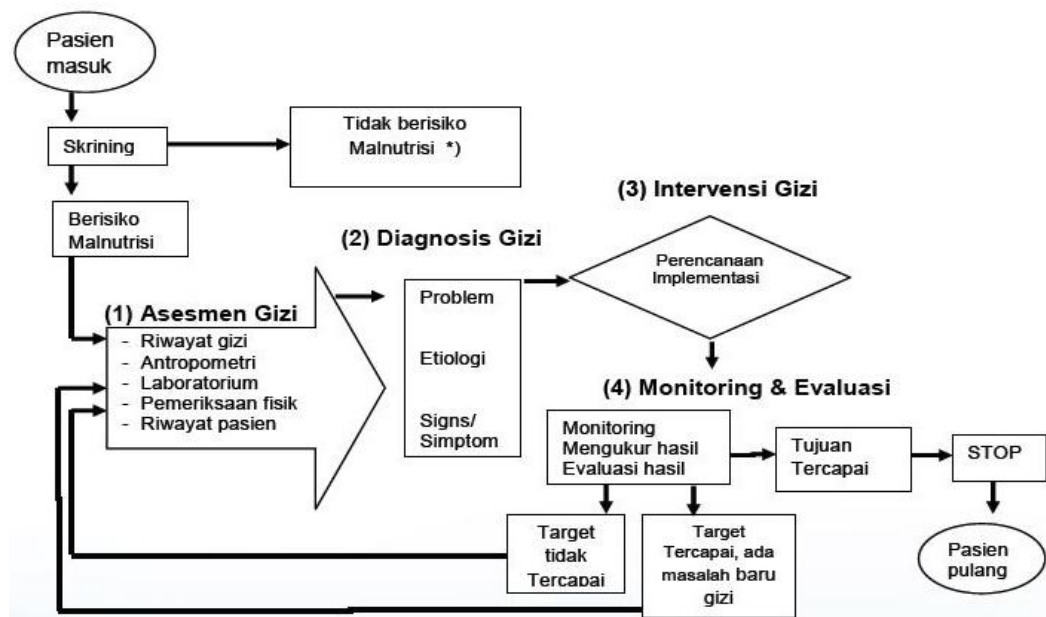 Pasien
masuk
Skrining
Tidak berisiko
Malnutrisi *)
Berisiko
Malnutrisi
(1) Asesmen Gizi
- Riwayat gizi
- Antropometri
- Laboratorium
- Pemeriksaan fisik
- Riwayat pasien
(2) Diagnosis Gizi
Problem
Etiologi
Signs/
Simptom
(3) Intervensi Gizi
Perencanaan
Implementasi
(4) Monitoring & Evaluasi
Monitoring
Mengukur hasil
Evaluasi hasil
Tujuan
Tercapai
STOP
Target
tidak
Tercapai
Target
Tercapai, ada
masalah baru
gizi
Pasien
pulang